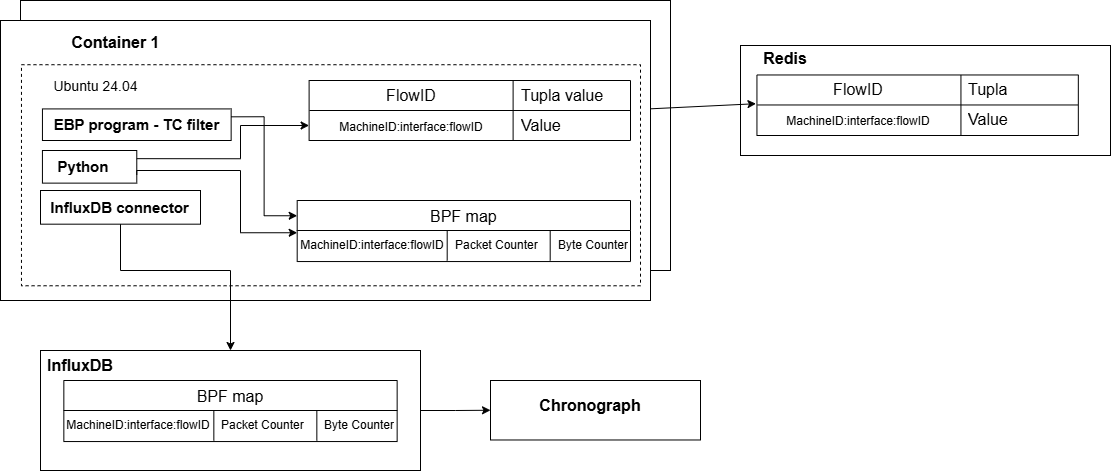 Container 1
Ubuntu 24.04
EBP program - TC filter
Python
InfluxDB connector
FlowID
Tupla value
MachineID:interface:flowID
Value
BPF map
MachineID:interface:flowID
Packet Counter
Byte Counter
Redis
FlowID
Tupla
MachineID:interface:flowID
Value
InfluxDB
BPF map
MachineID:interface:flowID
Packet Counter
Byte Counter
Chronograph